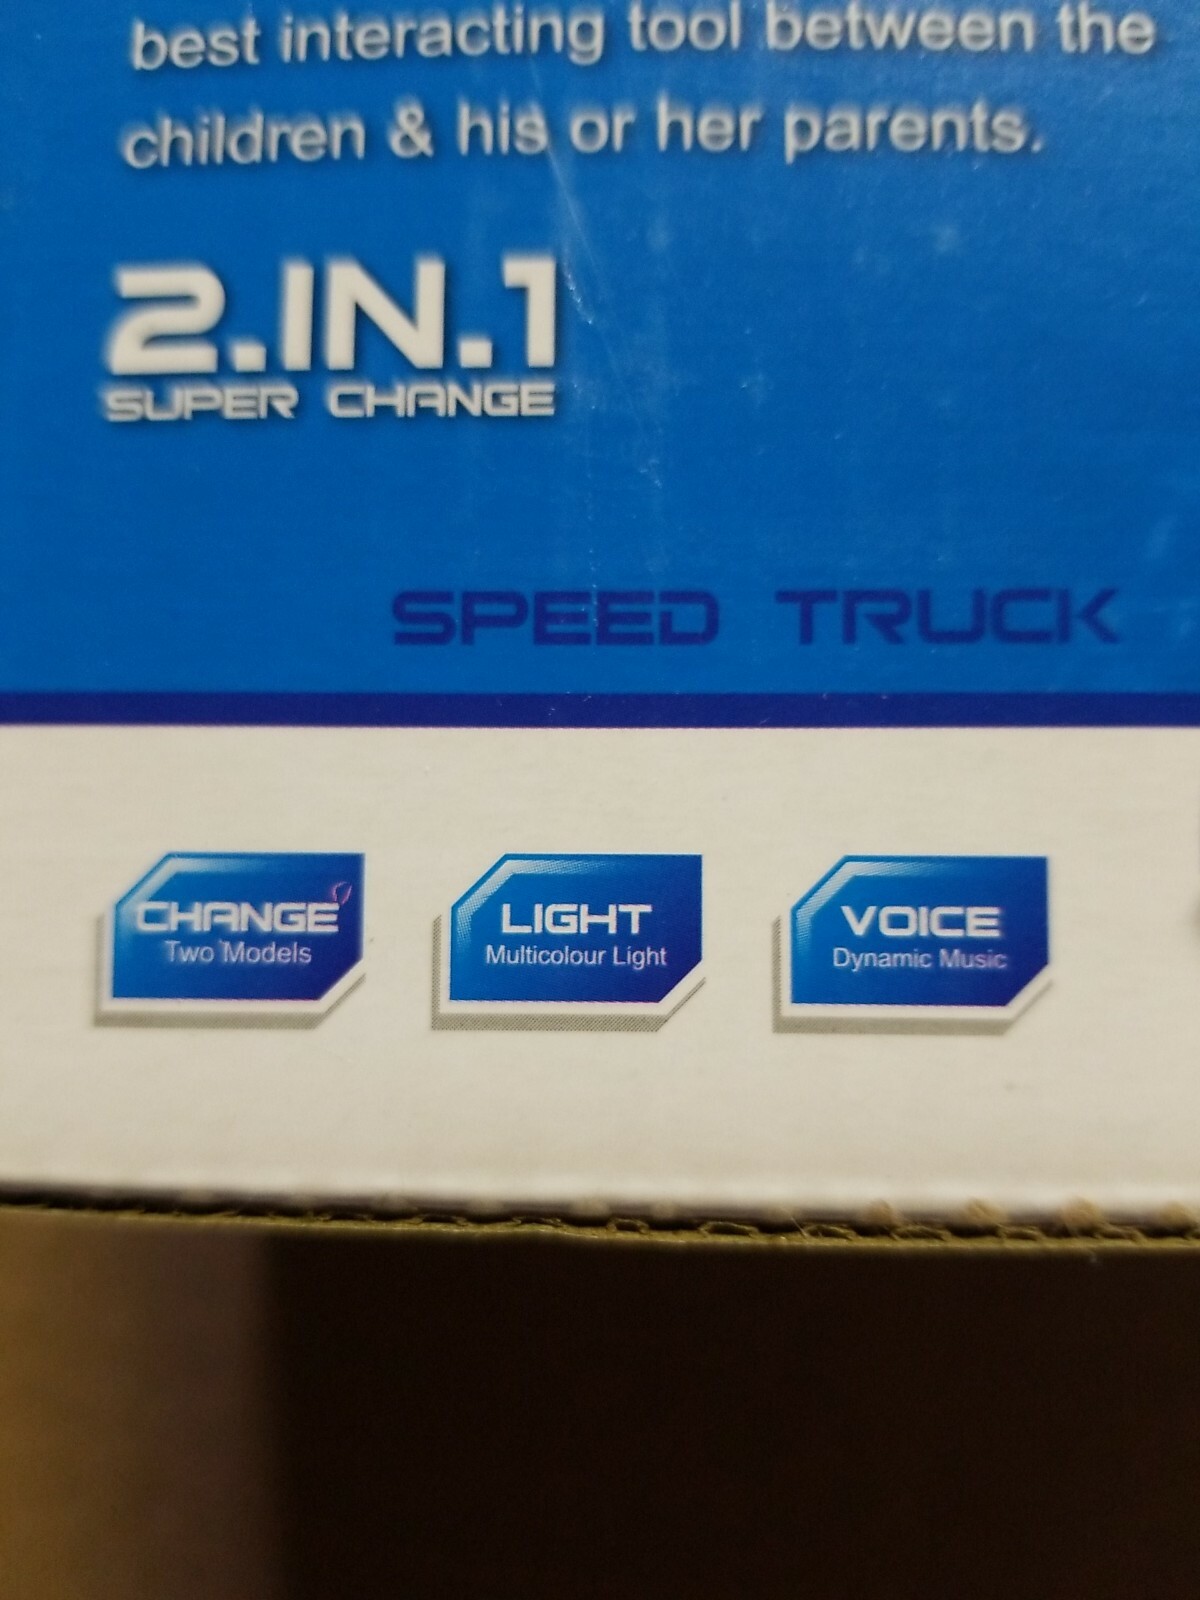 best interacting tool between the
children & his or her parents.
2.IN.1
SUPER CHANGE
SPEED TRUCK
CHANGE
Two Models
LIGHT
Multicolour Light
VOICE
Dynamic Music